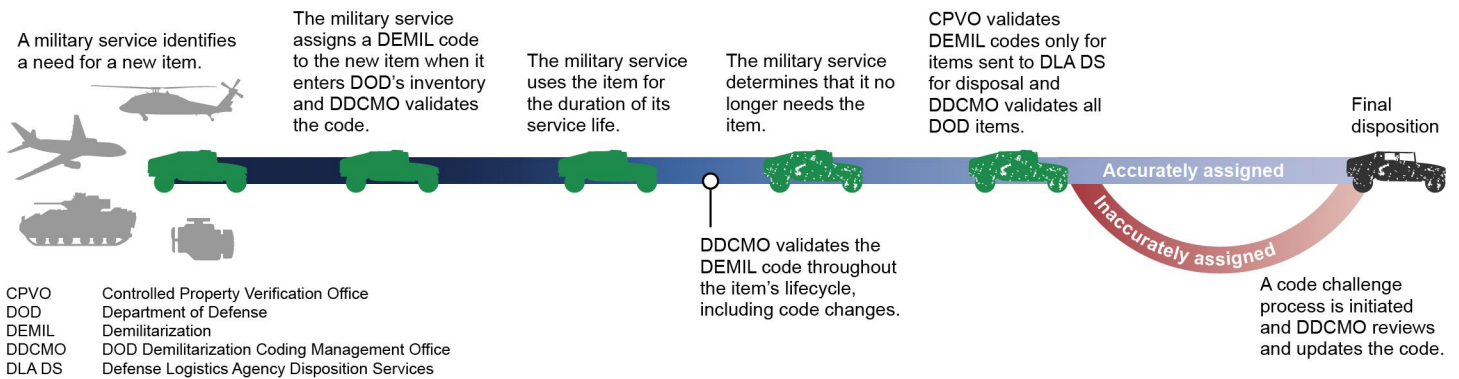 A military service identifies
a need for a new item.
The military service
assigns a DEMIL code
to the new item when it
enters DOD's inventory
and DDCMO validates
the code.
The military service
uses the item for
the duration of its
service life.
The military service
determines that it no
longer needs the
item.
CPVO validates
DEMIL codes only for
items sent to DLA DS
for disposal and
DDCMO validates all
DOD items.
Final
disposition
Accurately assigned
Inaccurately assigned
DDCMO validates the
DEMIL code throughout
the item's lifecycle,
including code changes.
A code challenge
process is initiated
and DDCMO reviews
and updates the code.
CPVO Controlled Property Verification Office
DOD Department of Defense
DEMIL Demilitarization
DDCMO DOD Demilitarization Coding Management Office
DLA DS Defense Logistics Agency Disposition Services